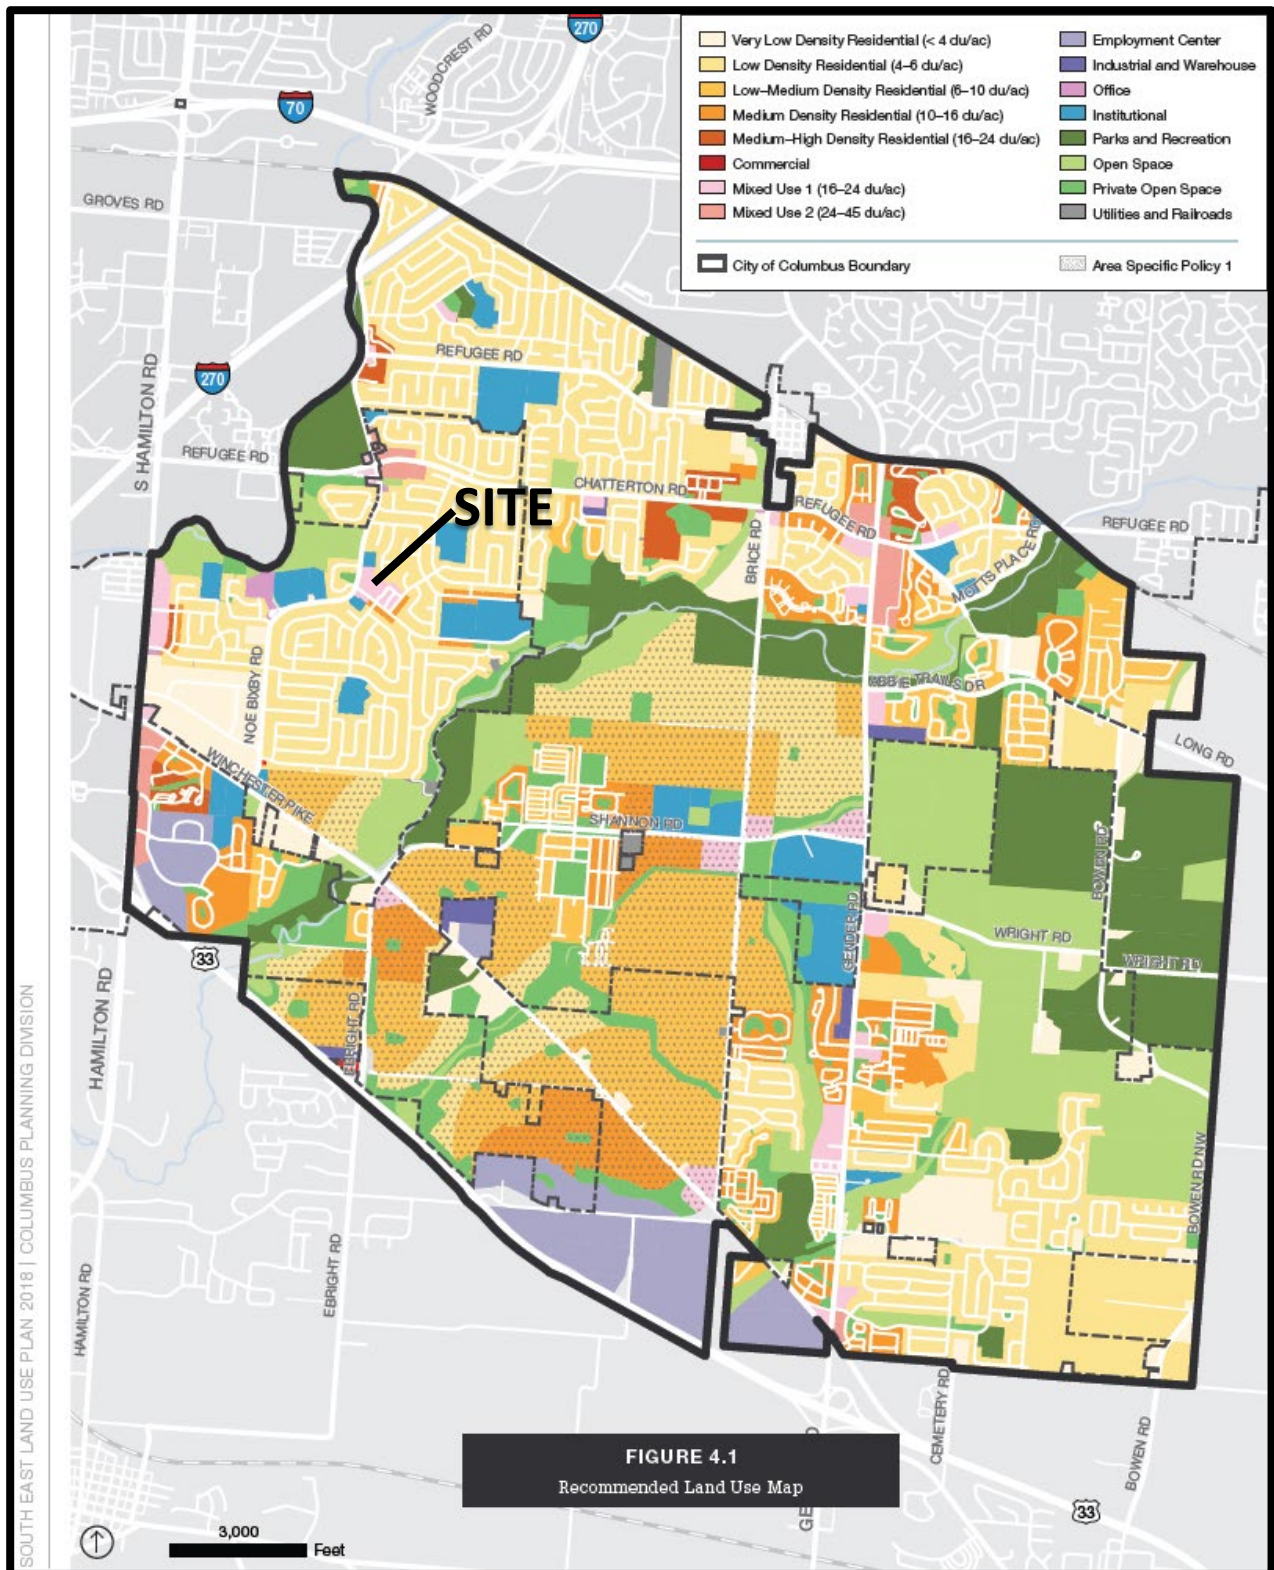 270
WOODCREST RD
70
GROVES RD
S HAMILTON RD
270
REFUGEE RD
REFUGEE RD
SITE
CHATTERTON RD
REFUGEE RD
REFUGEE RD
BRICE RD
MOTTS PLACE RD
NOE BIXBY RD
WINCHESTER PIKE
LONG RD
SHANNON RD
BOWEN RD
GENDER RD
WRIGHT RD
WRIGHT RD
33
HAMILTON RD
EBRIGHT RD
EBRIGHT RD
HAMILTON RD
BOWEN RD NW
CEMETERY RD
BOWEN RD
33
Very Low Density Residential (< 4 du/ac)
Low Density Residential (4–6 du/ac)
Low–Medium Density Residential (6–10 du/ac)
Medium Density Residential (10–16 du/ac)
Medium–High Density Residential (16–24 du/ac)
Commercial
Mixed Use 1 (16–24 du/ac)
Mixed Use 2 (24–45 du/ac)
Employment Center
Industrial and Warehouse
Office
Institutional
Parks and Recreation
Open Space
Private Open Space
Utilities and Railroads
City of Columbus Boundary
Area Specific Policy 1
FIGURE 4.1
Recommended Land Use Map
3,000
Feet
SOUTH EAST LAND USE PLAN 2018 | COLUMBUS PLANNING DIVISION